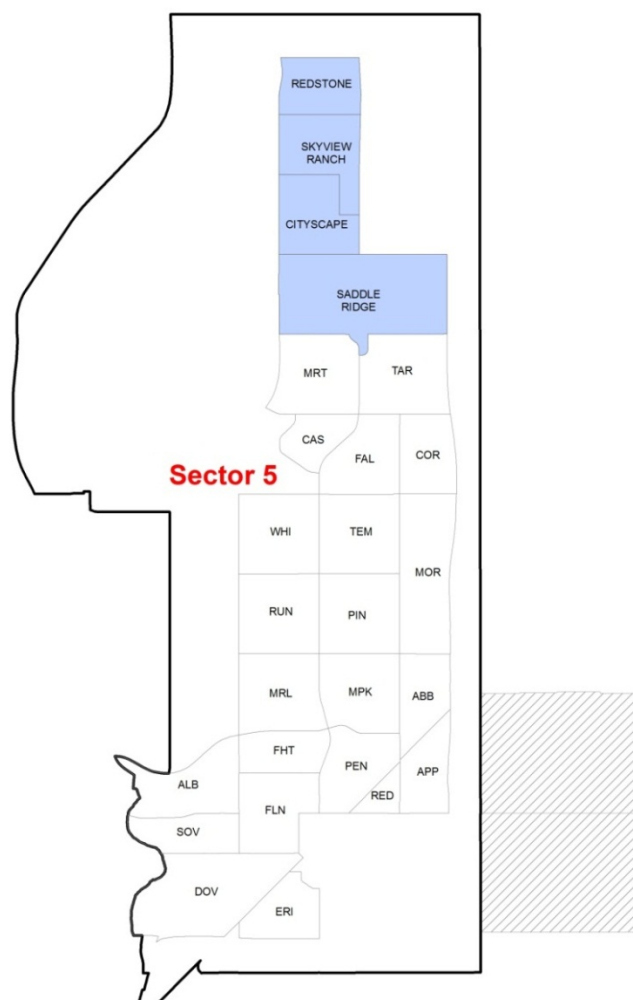 REDSTONE
SKYVIEW
RANCH
CITYSCAPE
SADDLE
RIDGE
MRT
TAR
CAS
FAL
COR
Sector 5
WHI
TEM
MOR
RUN
PIN
MRL
MPK
ABB
FHT
PEN
APP
ALB
RED
FLN
SOV
DOV
ERI